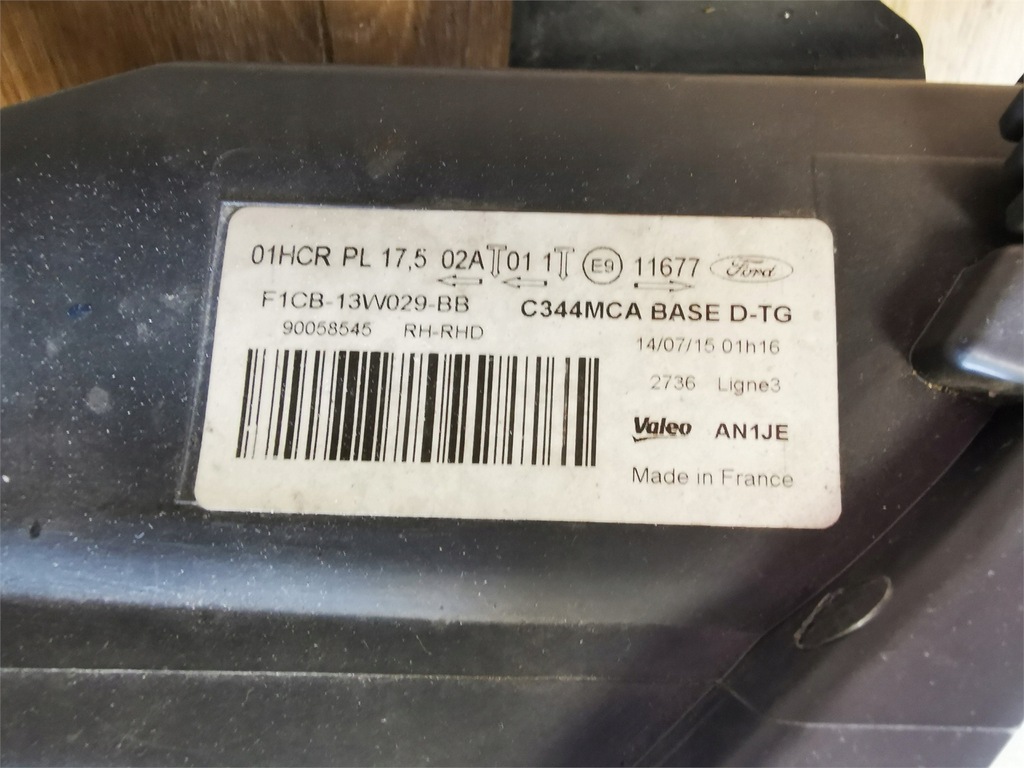 01HCR PL 17,5 02A 01 1 E9 11677 Ford
F1CB-13W029-BB C344MCA BASE D-TG
90058545 RH-RHD
14/07/15 01h16
2736 Ligne3
Valeo AN1JE
Made in France